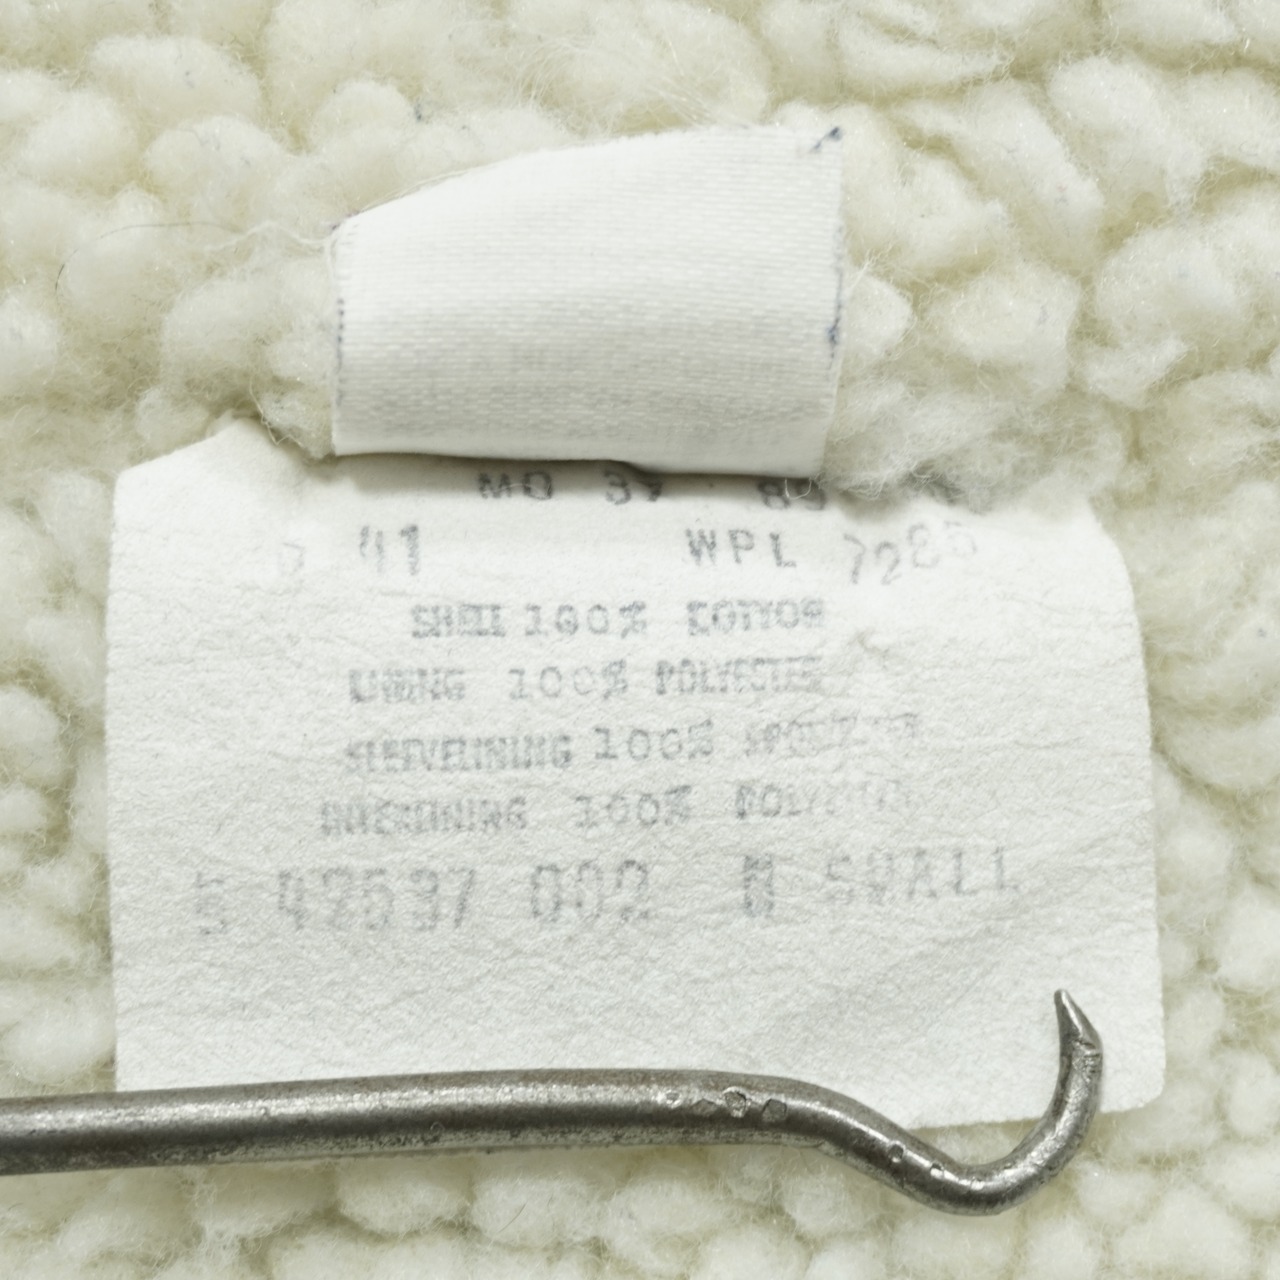 MO 37 85
41 WPL 7285
SHELL 100% COTTON
LINING 100% POLYESTER
SLEEVELINING 100%
INTERLINING 100%
5 42537 002 M SMALL